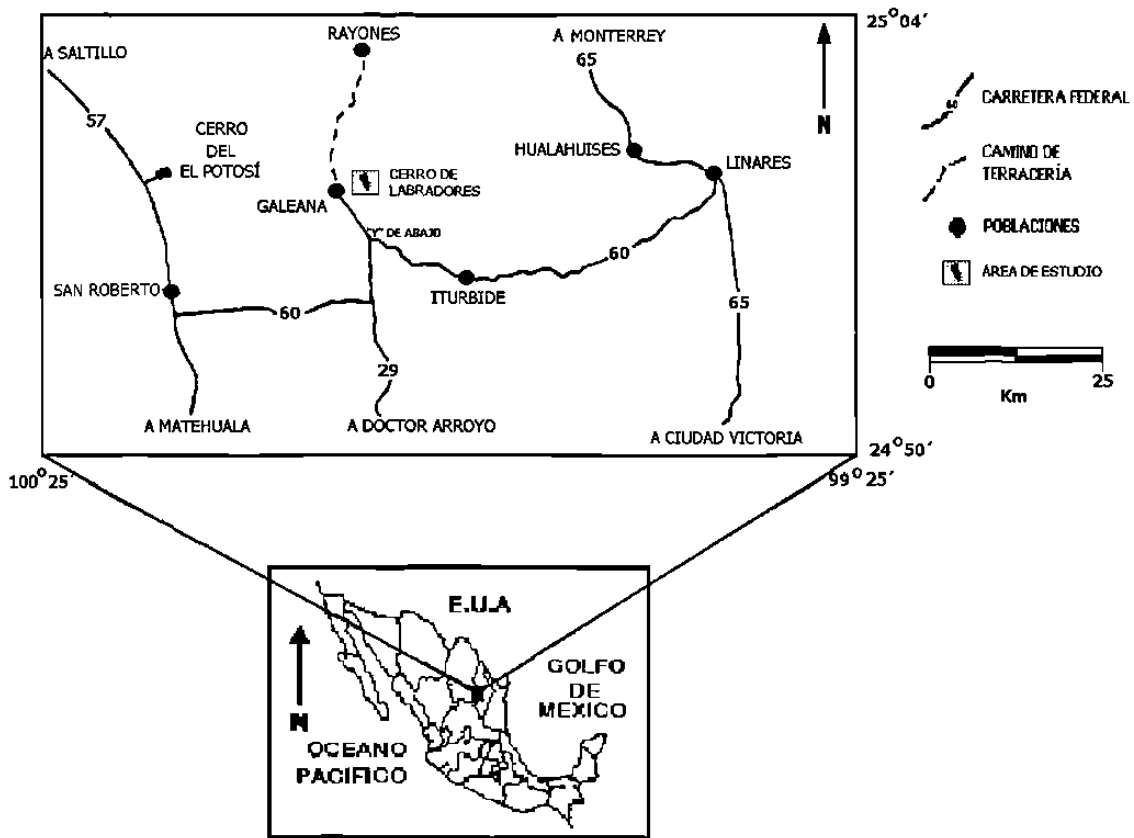 25°04´
RAYONES
A MONTERREY
A SALTILLO
65
57
CERRO
DEL
EL POTOSÍ
N
CARRETERA FEDERAL
60
HUALAHUISES
LINARES
CAMINO DE
TERRACERÍA
CERRO DE
LABRADORES
GALEANA
"Y" DE ABAJO
POBLACIONES
60
ÁREA DE ESTUDIO
SAN ROBERTO
ITURBIDE
65
60
29
0
25
Km
A MATEHUALA
A DOCTOR ARROYO
A CIUDAD VICTORIA
24°50´
100°25´
99°25´
E.U.A
GOLFO
DE
MEXICO
N
OCEANO
PACIFICO